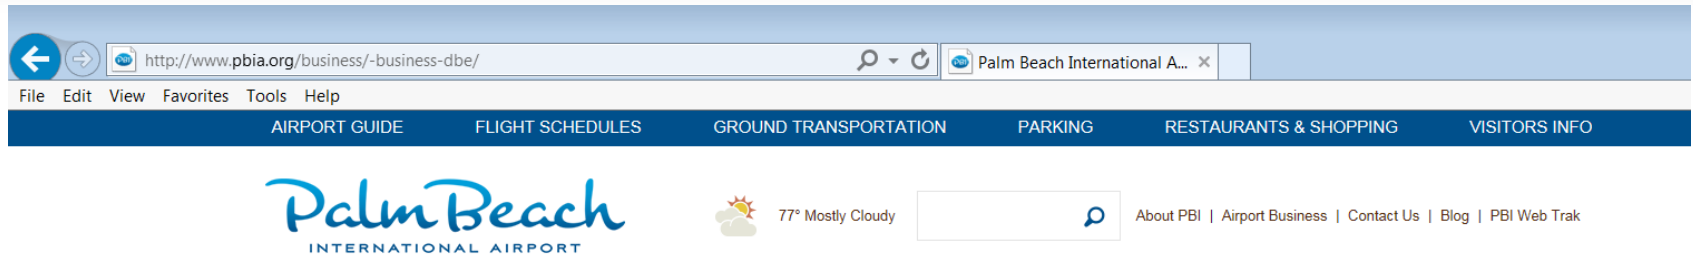 http://www.pbia.org/business/-business-dbe/
Palm Beach Internat­ional A...
File Edit View Favorites Tools Help
AIRPORT GUIDE FLIGHT SCHEDULES GROUND TRANSPORTATION PARKING RESTAURANTS & SHOPPING VISITORS INFO
Palm Beach
INTERNATIONAL AIRPORT
77° Mostly Cloudy
About PBI | Airport Business | Contact Us | Blog | PBI Web Trak